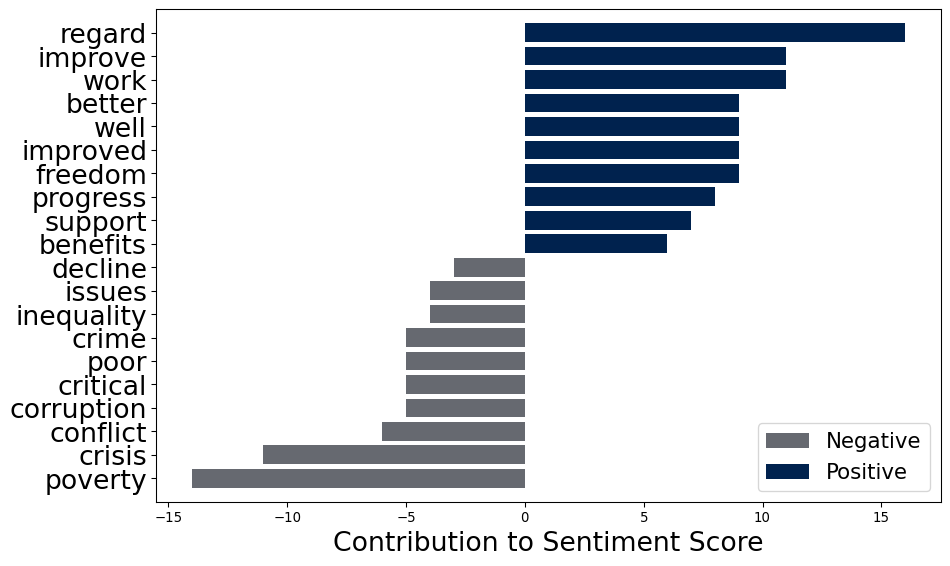 regard
improve
work
better
well
improved
freedom
progress
support
benefits
decline
issues
inequality
crime
poor
critical
corruption
conflict
crisis
poverty
Negative
Positive
−15 −10 −5 0 5 10 15
Contribution to Sentiment Score